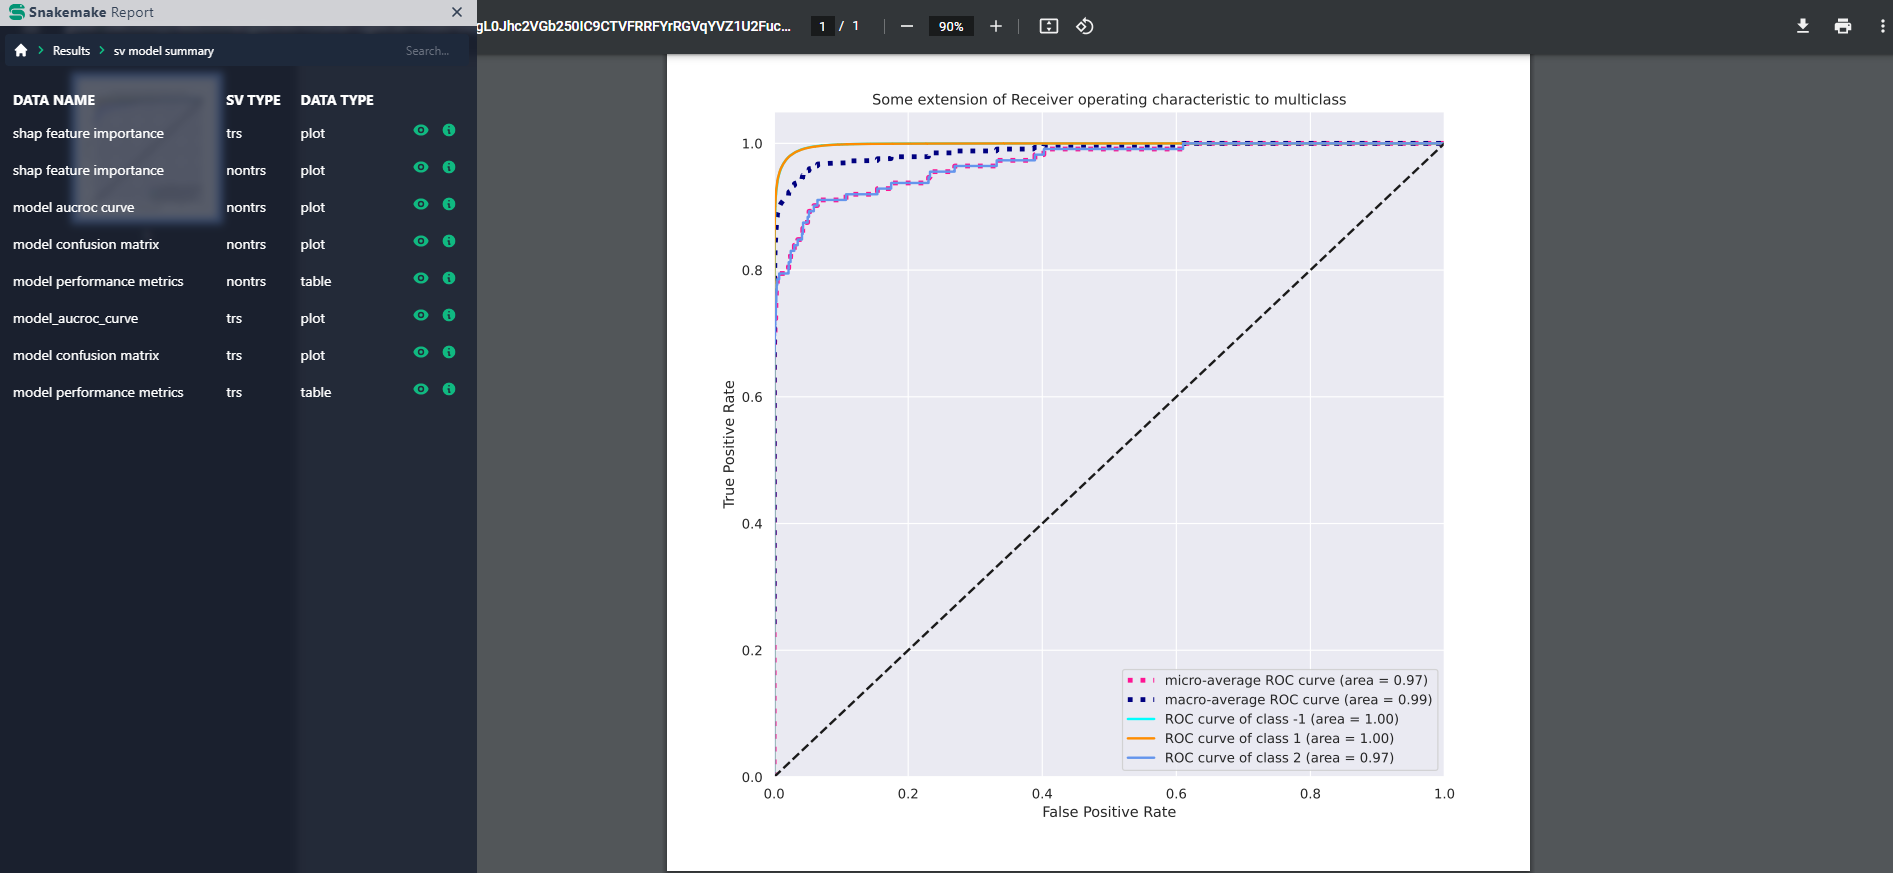 Snakemake Report
Results
sv model summary
Search...
DATA NAME SV TYPE DATA TYPE
shap feature importance trs plot
shap feature importance nontrs plot
model aucroc curve nontrs plot
model confusion matrix nontrs plot
model performance metrics nontrs table
model_aucroc_curve trs plot
model confusion matrix trs plot
model performance metrics trs table
gL0Jhc2VGb250IC9CTVFRRFYrRGVqYVZ1U2Fuc...
1 / 1
90%
Some extension of Receiver operating characteristic to multiclass
True Positive Rate
1.0
0.8
0.6
0.4
0.2
0.0
micro-average ROC curve (area = 0.97)
macro-average ROC curve (area = 0.99)
ROC curve of class -1 (area = 1.00)
ROC curve of class 1 (area = 1.00)
ROC curve of class 2 (area = 0.97)
0.0 0.2 0.4 0.6 0.8 1.0
False Positive Rate